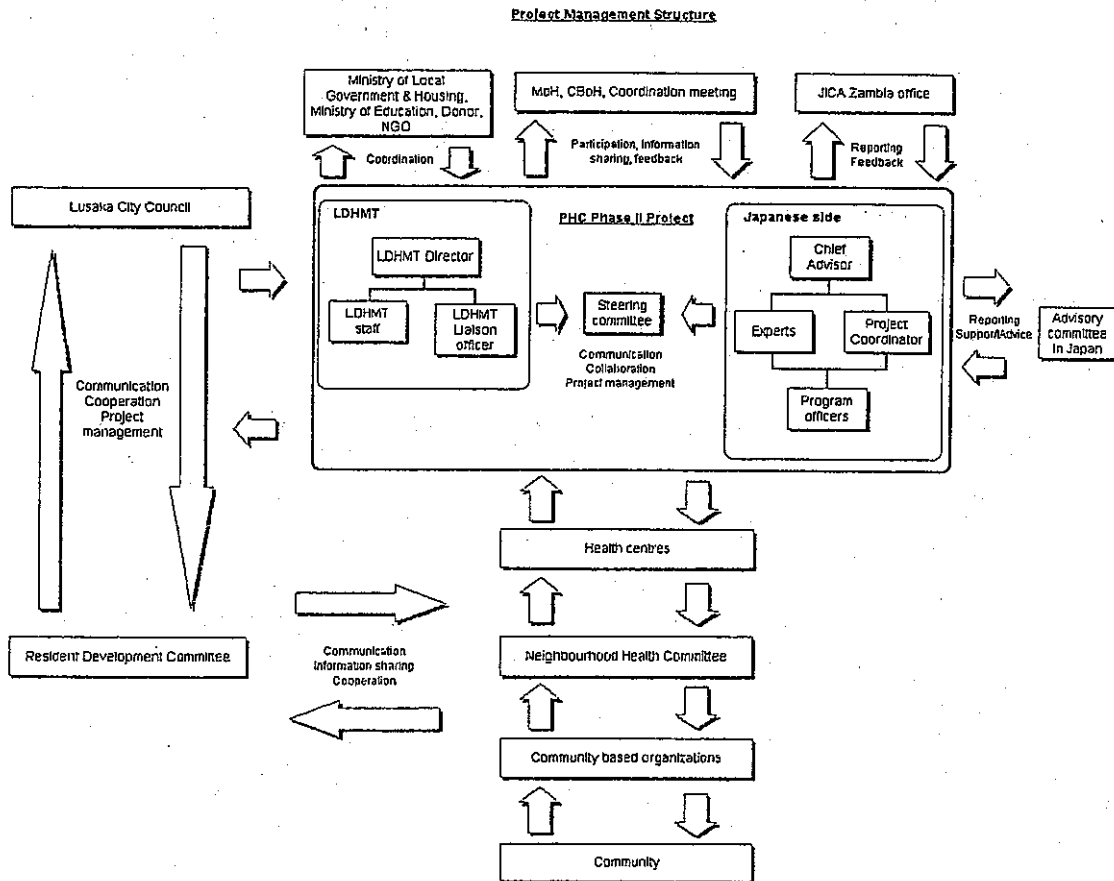 Project Management Structure
Ministry of Local
Government & Housing,
Ministry of Education, Donor,
NGO
MoH, CBoH, Coordination meeting
JICA Zambia office
Coordination
Participation, Information
sharing, feedback
Reporting
Feedback
Lusaka City Council
LDHMT
PHC Phase II Project
Japanese side
LDHMT Director
LDHMT
staff
LDHMT
Liaison
officer
Steering
committee
Communication
Collaboration
Project management
Chief
Advisor
Experts
Project
Coordinator
Program
officers
Reporting
Support/Advice
Advisory
committee
in Japan
Communication
Cooperation
Project
management
Health centres
Resident Development Committee
Communication
Information sharing
Cooperation
Neighbourhood Health Committee
Community based organizations
Community